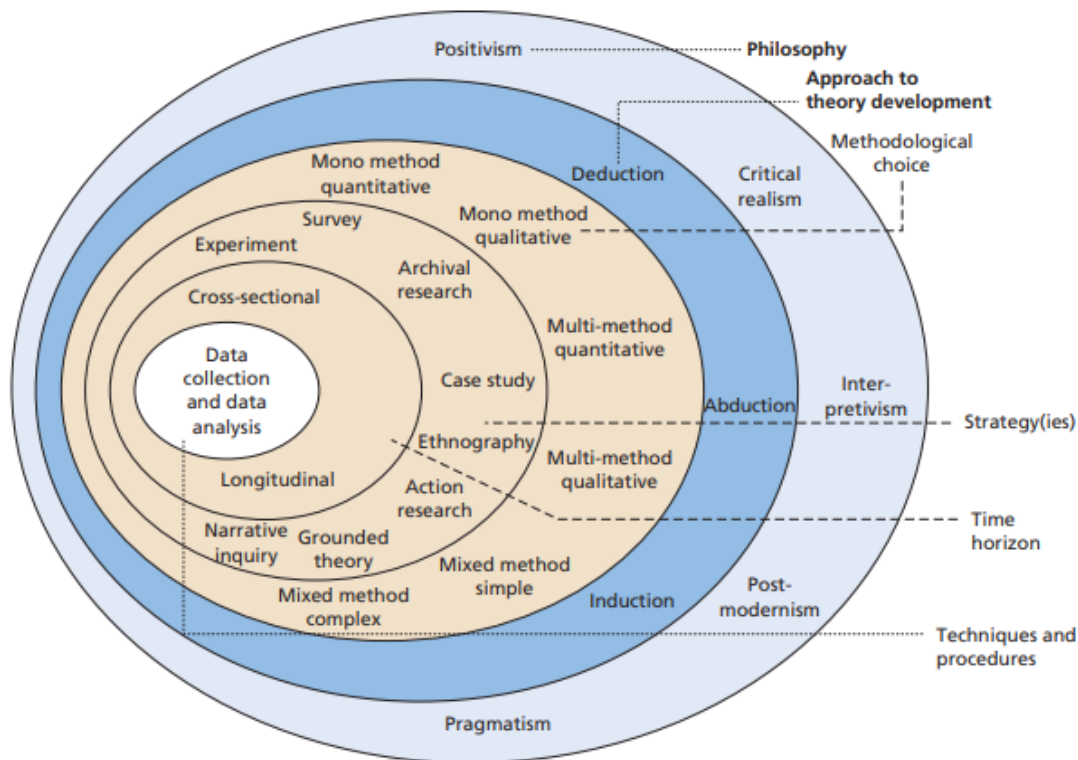 Positivism
Philosophy
Approach to
theory development
Methodological
choice
Mono method
quantitative
Deduction
Critical
realism
Survey
Mono method
qualitative
Experiment
Archival
research
Cross-sectional
Multi-method
quantitative
Data
collection
and data
analysis
Case study
Abduction
Inter-
pretivism
Strategy(ies)
Ethnography
Multi-method
qualitative
Longitudinal
Action
research
Time
horizon
Narrative
inquiry
Grounded
theory
Mixed method
simple
Mixed method
complex
Induction
Post-
modernism
Techniques and
procedures
Pragmatism